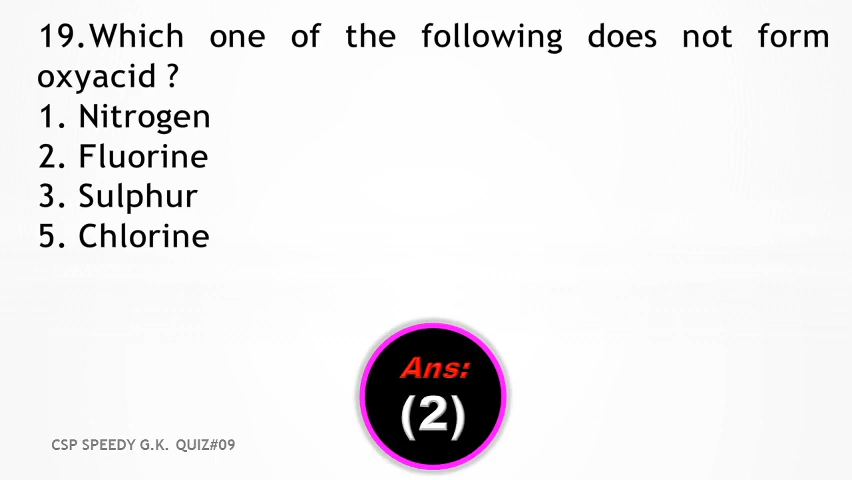 19.Which one of the following does not form
oxyacid ?
1. Nitrogen
2. Fluorine
3. Sulphur
5. Chlorine
Ans:
(2)
CSP SPEEDY G.K. QUIZ#09